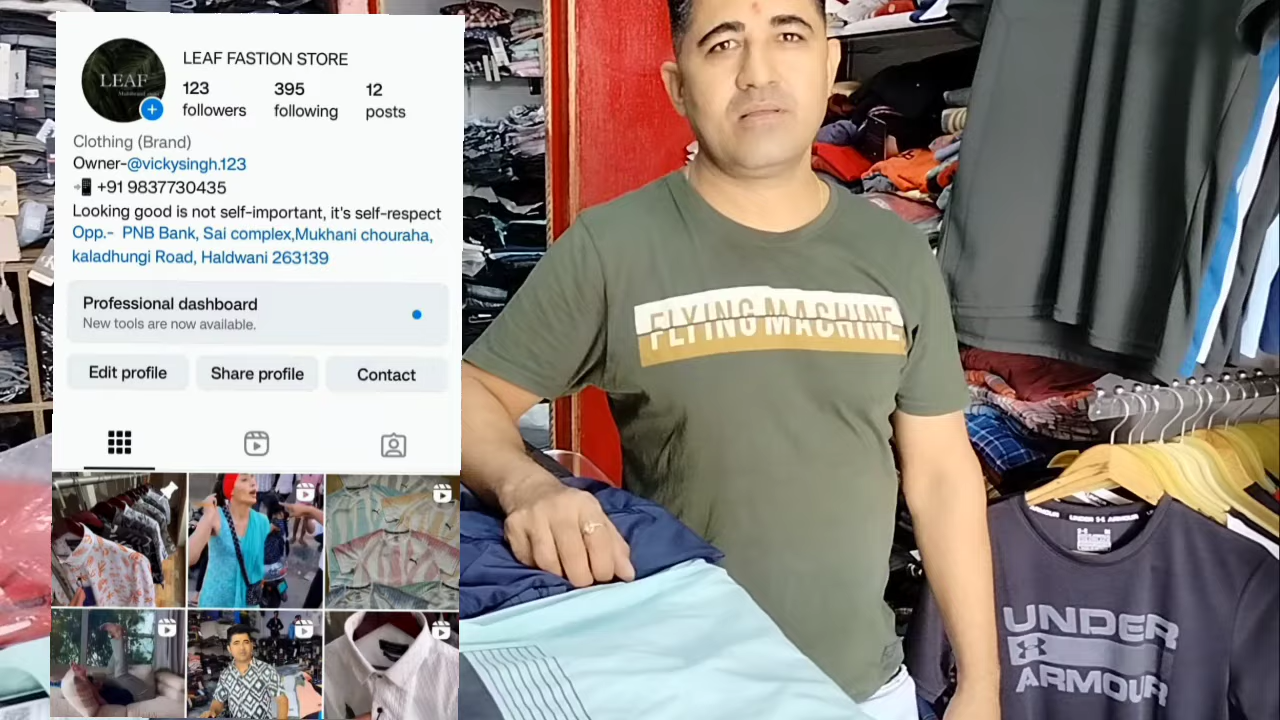 LEAF FASTION STORE
LEAF
123
395
12
followers
following
posts
Clothing (Brand)
Owner-@vickysingh.123
+91 9837730435
Looking good is not self-important, it's self-respect
Opp.- PNB Bank, Sai complex,Mukhani chouraha,
kaladhungi Road, Haldwani 263139
Professional dashboard
New tools are now available.
Edit profile
Share profile
Contact
FLYING MACHINE
UNDER ARMOUR
UNDER
ARMOUR